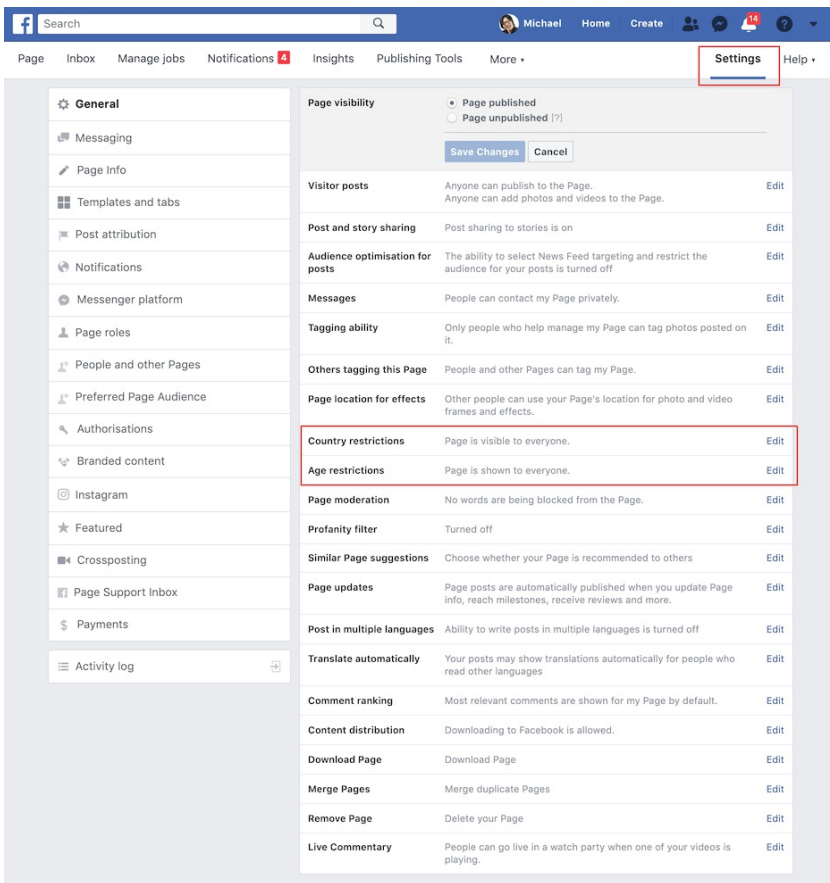 f Search Michael Home Create 14 ?
Page Inbox Manage jobs Notifications 4 Insights Publishing Tools More Settings Help
General
Messaging
Page Info
Templates and tabs
Post attribution
Notifications
Messenger platform
Page roles
People and other Pages
Preferred Page Audience
Authorisations
Branded content
Instagram
Featured
Crossposting
Page Support Inbox
$ Payments
Activity log
Page visibility Page published
Page unpublished [?]
Save Changes Cancel
Visitor posts Anyone can publish to the Page. Edit
Anyone can add photos and videos to the Page.
Post and story sharing Post sharing to stories is on Edit
Audience optimisation for The ability to select News Feed targeting and restrict the Edit
posts audience for your posts is turned off
Messages People can contact my Page privately. Edit
Tagging ability Only people who help manage my Page can tag photos posted on Edit
it.
Others tagging this Page People and other Pages can tag my Page. Edit
Page location for effects Other people can use your Page's location for photo and video Edit
frames and effects.
Country restrictions Page is visible to everyone. Edit
Age restrictions Page is shown to everyone. Edit
Page moderation No words are being blocked from the Page. Edit
Profanity filter Turned off Edit
Similar Page suggestions Choose whether your Page is recommended to others Edit
Page updates Page posts are automatically published when you update Page Edit
info, reach milestones, receive reviews and more.
Post in multiple languages Ability to write posts in multiple languages is turned off Edit
Translate automatically Your posts may show translations automatically for people who Edit
read other languages
Comment ranking Most relevant comments are shown for my Page by default. Edit
Content distribution Downloading to Facebook is allowed. Edit
Download Page Download Page Edit
Merge Pages Merge duplicate Pages Edit
Remove Page Delete your Page Edit
Live Commentary People can go live in a watch party when one of your videos is Edit
playing.